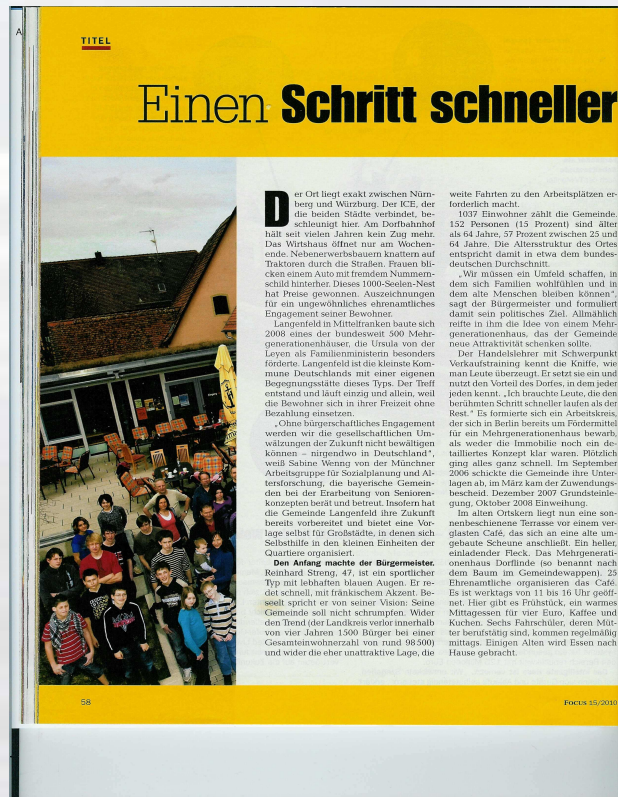 A
TITEL
Einen Schritt schneller
Der Ort liegt exakt zwischen Nürn-
berg und Würzburg. Der ICE, der
die beiden Städte verbindet, be-
schleunigt hier. Am Dorfbahnhof
hält seit vielen Jahren kein Zug mehr.
Das Wirtshaus öffnet nur am Wochen-
ende. Nebenerwerbsbauern knattern auf
Traktoren durch die Straßen. Frauen bli-
cken einem Auto mit fremdem Nummern-
schild hinterher. Dieses 1000-Seelen-Nest
hat Preise gewonnen. Auszeichnungen
für ein ungewöhnliches ehrenamtliches
Engagement seiner Bewohner.
Langenfeld in Mittelfranken baute sich
2008 eines der bundesweit 500 Mehr-
generationenhäuser, die Ursula von der
Leyen als Familienministerin besonders
förderte. Langenfeld ist die kleinste Kom-
mune Deutschlands mit einer eigenen
Begegnungsstätte dieses Typs. Der Treff
entstand und läuft einzig und allein, weil
die Bewohner sich in ihrer Freizeit ohne
Bezahlung einsetzen.
„Ohne bürgerschaftliches Engagement
werden wir die gesellschaftlichen Um-
wälzungen der Zukunft nicht bewältigen
können – nirgendwo in Deutschland“,
weiß Sabine Wenng von der Münchner
Arbeitsgruppe für Sozialplanung und Al-
tersforschung, die bayerische Gemein-
den bei der Erarbeitung von Senioren-
konzepten berät und betreut. Insofern hat
die Gemeinde Langenfeld ihre Zukunft
bereits vorbereitet und bietet eine Vor-
lage selbst für Großstädte, in denen sich
Selbsthilfe in den kleinen Einheiten der
Quartiere organisiert.
Den Anfang machte der Bürgermeister.
Reinhard Streng, 47, ist ein sportlicher
Typ mit lebhaften blauen Augen. Er re-
det schnell, mit fränkischem Akzent. Be-
seelt spricht er von seiner Vision: Seine
Gemeinde soll nicht schrumpfen. Wider
den Trend (der Landkreis verlor innerhalb
von vier Jahren 1500 Bürger bei einer
Gesamteinwohnerzahl von rund 98 500)
und wider die eher unattraktive Lage, die
weite Fahrten zu den Arbeitsplätzen er-
forderlich macht.
1037 Einwohner zählt die Gemeinde.
152 Personen (15 Prozent) sind älter
als 64 Jahre, 57 Prozent zwischen 25 und
64 Jahre. Die Altersstruktur des Ortes
entspricht damit in etwa dem bundes-
deutschen Durchschnitt.
„Wir müssen ein Umfeld schaffen, in
dem sich Familien wohlfühlen und in
dem alte Menschen bleiben können“,
sagt der Bürgermeister und formuliert
damit sein politisches Ziel. Allmählich
reifte in ihm die Idee von einem Mehr-
generationenhaus, das der Gemeinde
neue Attraktivität schenken sollte.
Der Handelslehrer mit Schwerpunkt
Verkaufstraining kennt die Kniffe, wie
man Leute überzeugt. Er setzt sie ein und
nutzt den Vorteil des Dorfes, in dem jeder
jeden kennt. „Ich brauchte Leute, die den
berühmten Schritt schneller laufen als der
Rest.“ Es formierte sich ein Arbeitskreis,
der sich in Berlin bereits um Fördermittel
für ein Mehrgenerationenhaus bewarb,
als weder die Immobilie noch ein de-
tailliertes Konzept klar waren. Plötzlich
ging alles ganz schnell. Im September
2006 schickte die Gemeinde ihre Unter-
lagen ab, im März kam der Zuwendungs-
bescheid. Dezember 2007 Grundsteinle-
gung, Oktober 2008 Einweihung.
Im alten Ortskern liegt nun eine son-
nenbeschienene Terrasse vor einem ver-
glasten Café, das sich an eine alte um-
gebaute Scheune anschließt. Ein heller,
einladender Fleck. Das Mehrgenerati-
onenhaus Dorflinde (so benannt nach
dem Baum im Gemeindewappen). 25
Ehrenamtliche organisieren das Café.
Es ist werktags von 11 bis 16 Uhr geöff-
net. Hier gibt es Frühstück, ein warmes
Mittagessen für vier Euro, Kaffee und
Kuchen. Sechs Fahrschüler, deren Müt-
ter berufstätig sind, kommen regelmäßig
mittags. Einigen Alten wird Essen nach
Hause gebracht.
58
FOCUS 15/2010